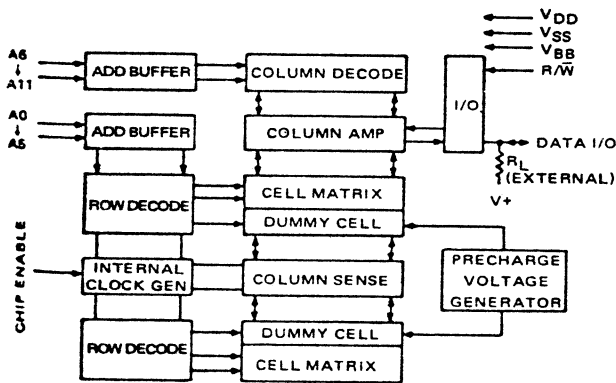 A6
↓
A11
ADD BUFFER
COLUMN DECODE
VDD
VSS
VBB
R/W̅
I/O
A0
↓
A5
ADD BUFFER
COLUMN AMP
DATA I/O
RL
(EXTERNAL)
V+
ROW DECODE
CELL MATRIX
DUMMY CELL
CHIP ENABLE
INTERNAL
CLOCK GEN
COLUMN SENSE
PRECHARGE
VOLTAGE
GENERATOR
ROW DECODE
DUMMY CELL
CELL MATRIX